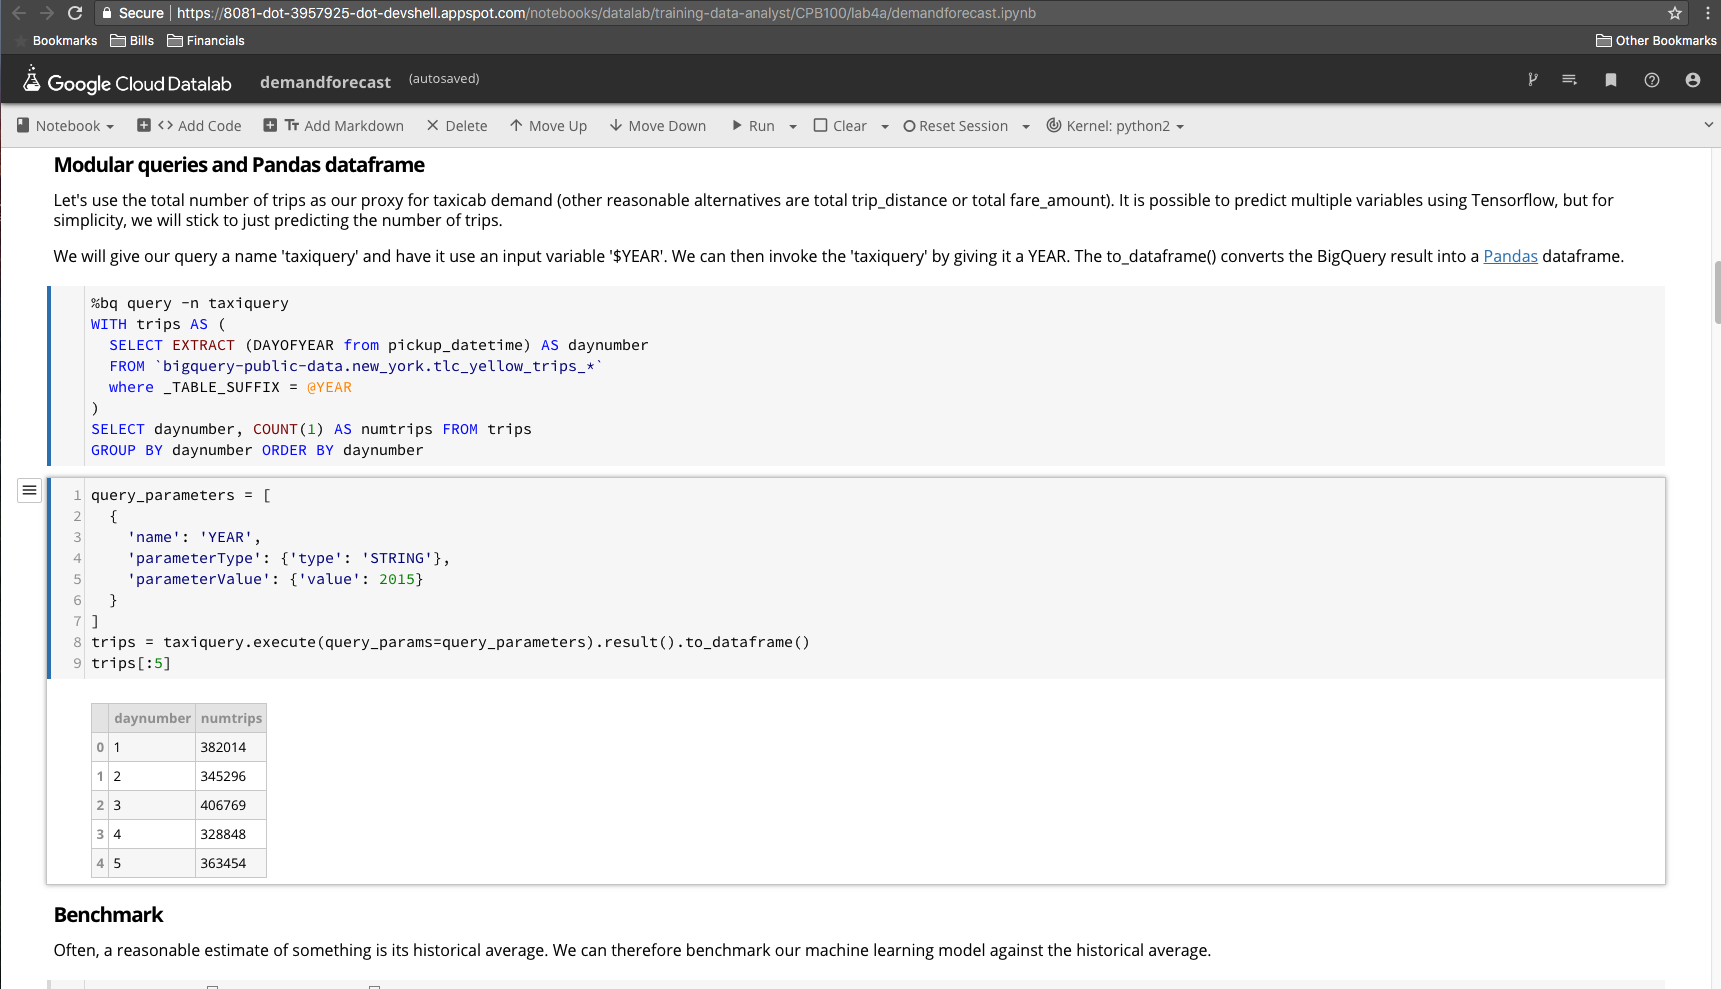 Secure | https://8081-dot-3957925-dot-devshell.appspot.com/notebooks/datalab/training-data-analyst/CPB100/lab4a/demandforecast.ipynb
Bookmarks Bills Financials Other Bookmarks
Google Cloud Datalab demandforecast (autosaved)
Notebook <> Add Code Tr Add Markdown Delete Move Up Move Down Run Clear Reset Session Kernel: python2
Modular queries and Pandas dataframe
Let's use the total number of trips as our proxy for taxicab demand (other reasonable alternatives are total trip_distance or total fare_amount). It is possible to predict multiple variables using Tensorflow, but for
simplicity, we will stick to just predicting the number of trips.
We will give our query a name 'taxiquery' and have it use an input variable '$YEAR'. We can then invoke the 'taxiquery' by giving it a YEAR. The to_dataframe() converts the BigQuery result into a Pandas dataframe.
%bq query -n taxiquery
WITH trips AS (
  SELECT EXTRACT (DAYOFYEAR from pickup_datetime) AS daynumber
  FROM `bigquery-public-data.new_york.tlc_yellow_trips_*`
  where _TABLE_SUFFIX = @YEAR
)
SELECT daynumber, COUNT(1) AS numtrips FROM trips
GROUP BY daynumber ORDER BY daynumber
1 query_parameters = [
2   {
3     'name': 'YEAR',
4     'parameterType': {'type': 'STRING'},
5     'parameterValue': {'value': 2015}
6   }
7 ]
8 trips = taxiquery.execute(query_params=query_parameters).result().to_dataframe()
9 trips[:5]
daynumber numtrips
0 1 382014
1 2 345296
2 3 406769
3 4 328848
4 5 363454
Benchmark
Often, a reasonable estimate of something is its historical average. We can therefore benchmark our machine learning model against the historical average.